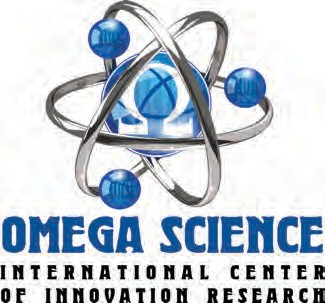 OMEGA SCIENCE
INTERNATIONAL CENTER
OF INNOVATION RESEARCH